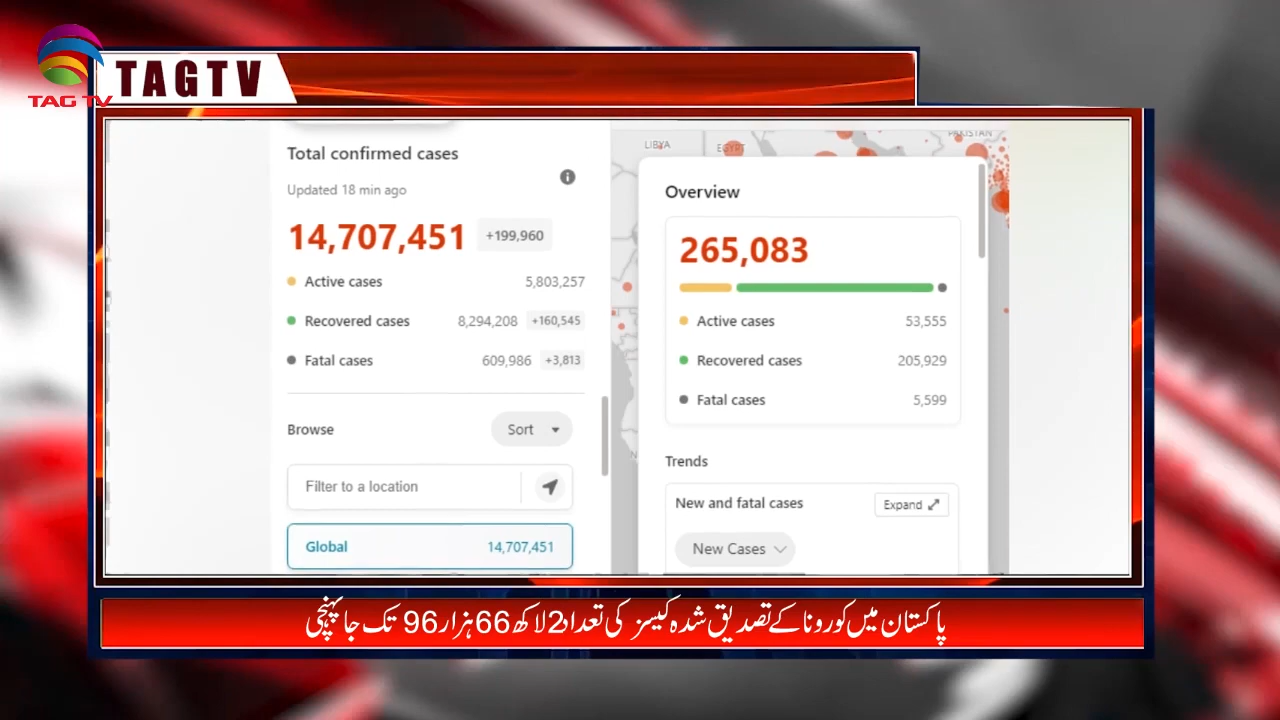 TAG TV
TAGTV
Total confirmed cases
Updated 18 min ago
14,707,451 +199,960
Active cases 5,803,257
Recovered cases 8,294,208 +160,545
Fatal cases 609,986 +3,813
Browse Sort
Filter to a location
Global 14,707,451
LIBYA
EGYPT
PAKISTAN
Overview
265,083
Active cases 53,555
Recovered cases 205,929
Fatal cases 5,599
Trends
New and fatal cases Expand
New Cases
پاکستان میں کورونا کے تصدیق شدہ کیسز کی تعداد 2 لاکھ 66 ہزار 96 تک جا پہنچی